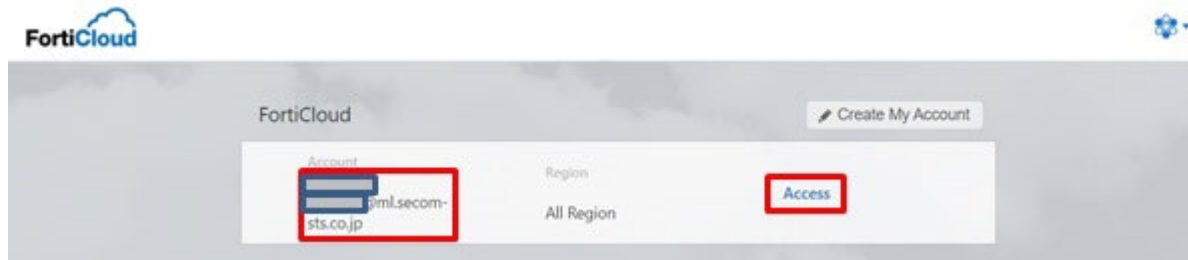 FortiCloud
FortiCloud
Create My Account
Account
Region
Access
@ml.secom-
All Region
sts.co.jp